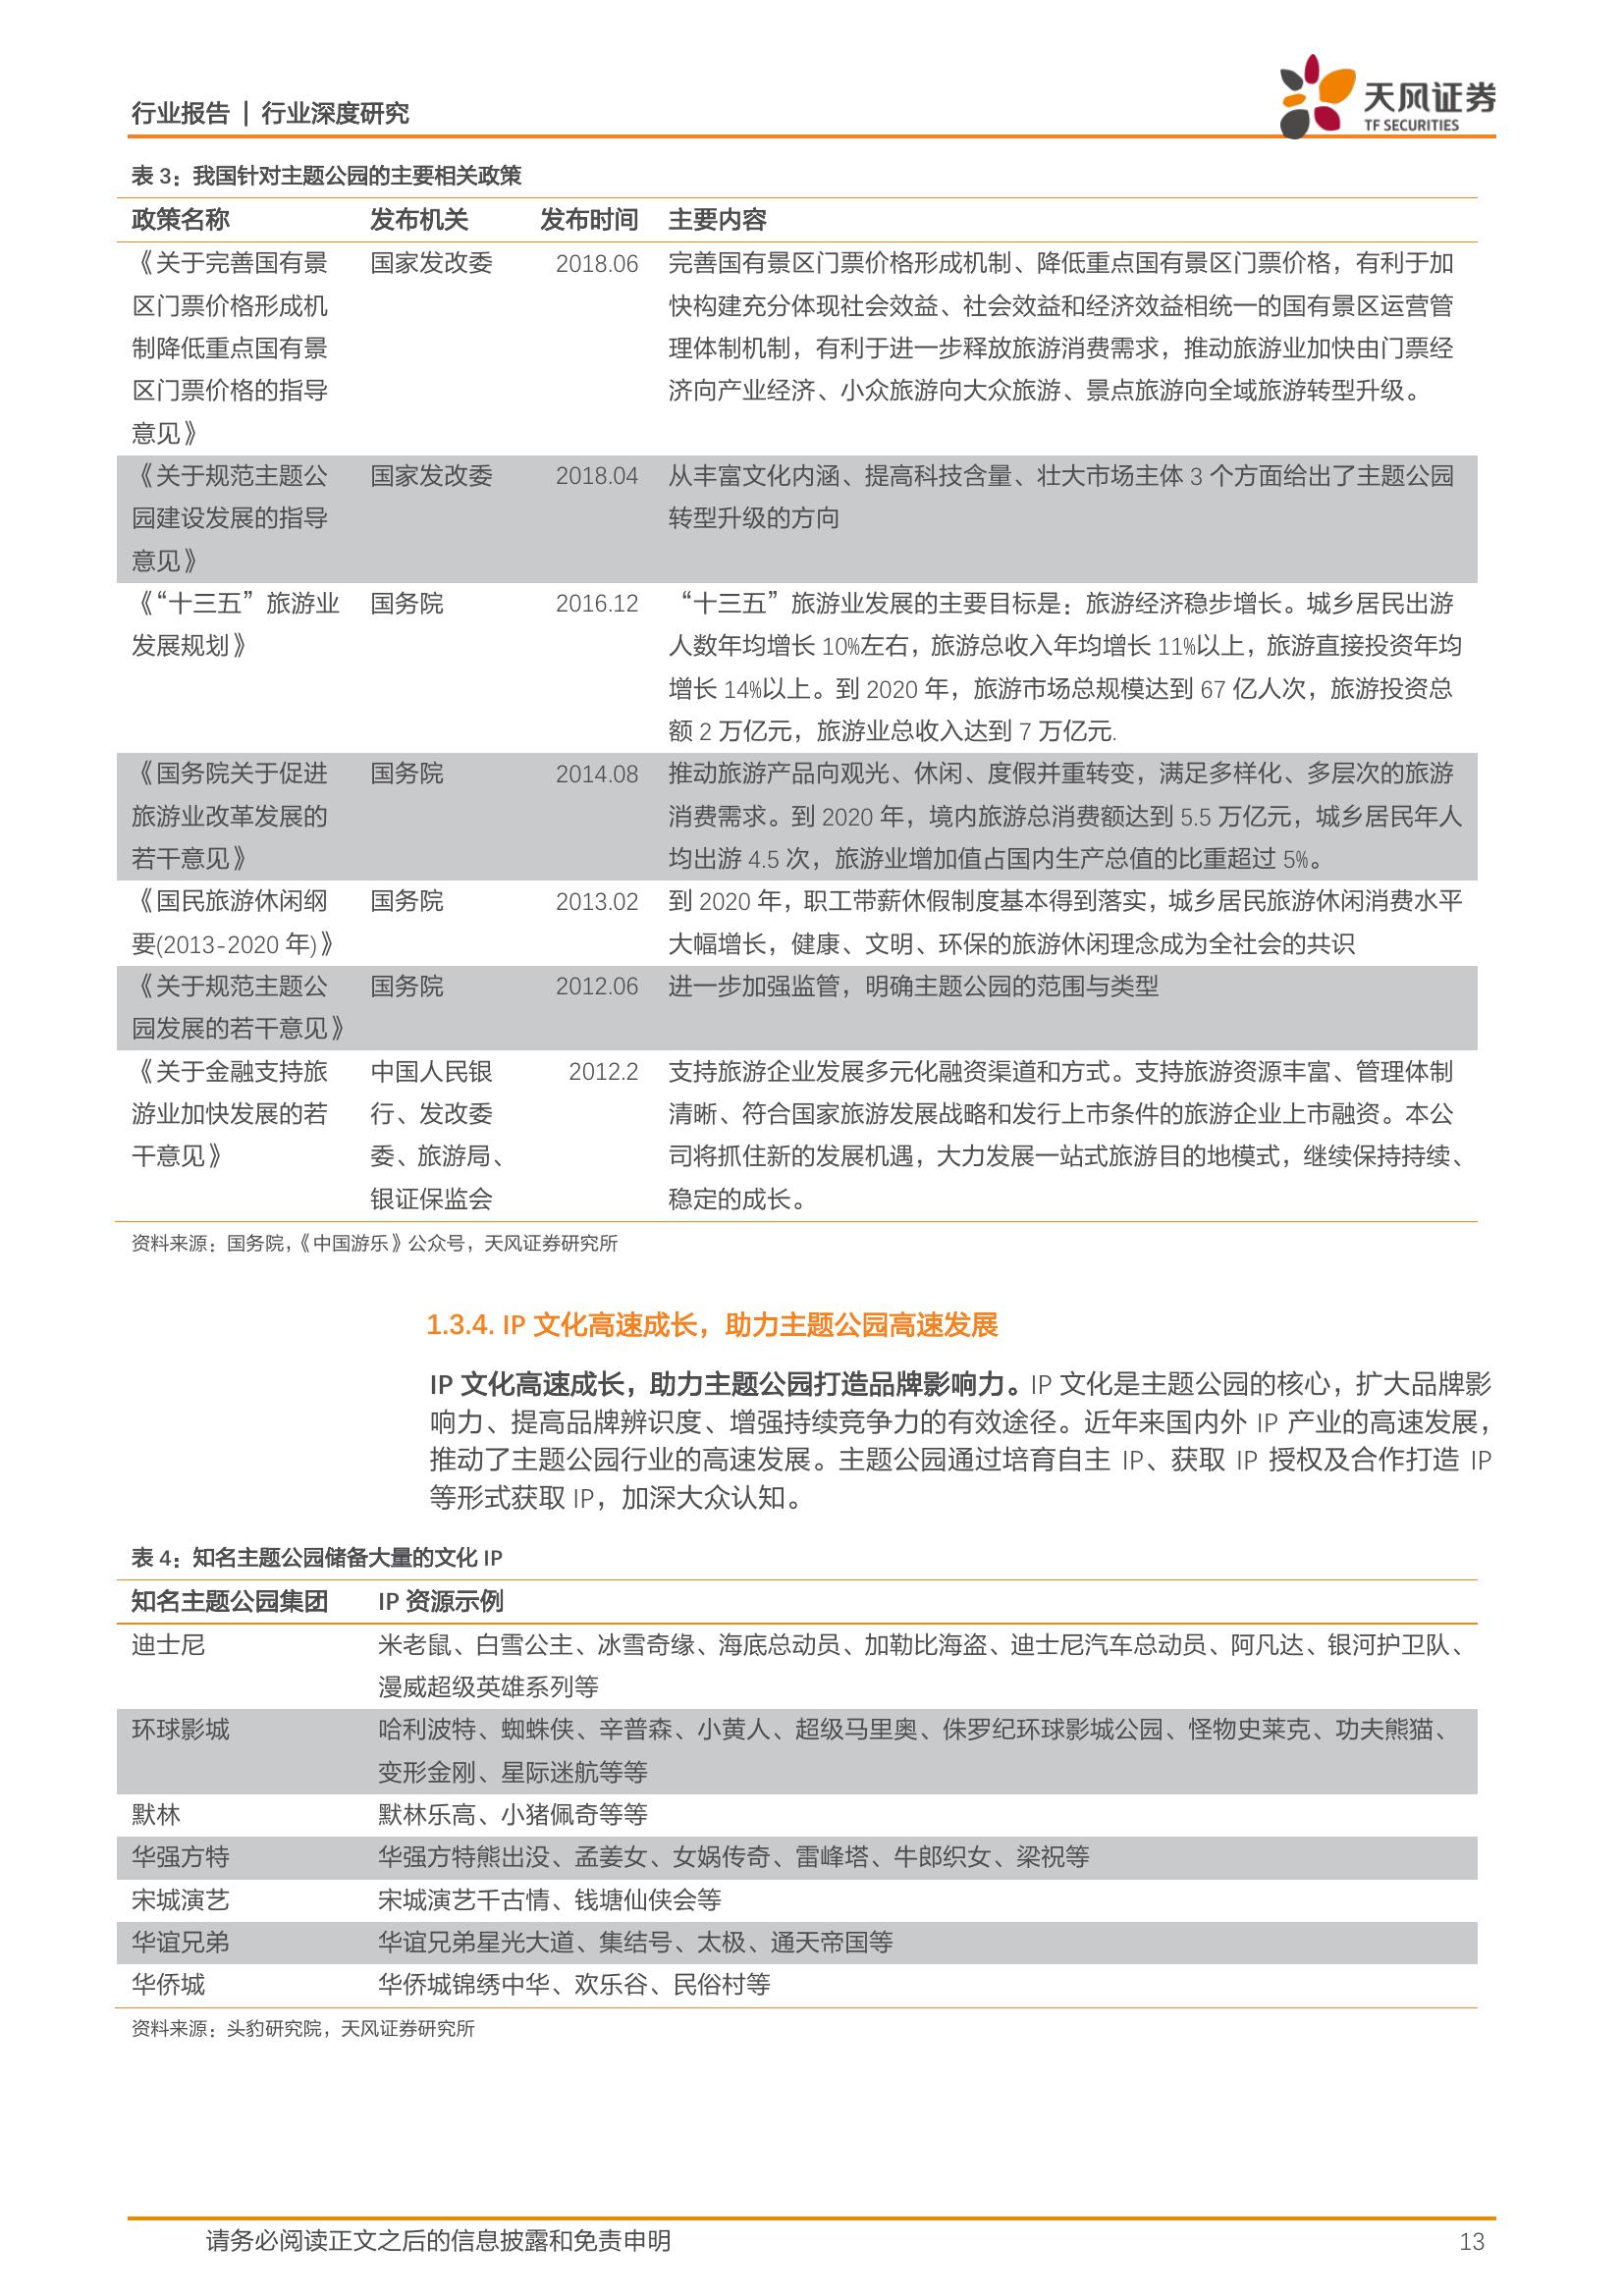 行业报告 | 行业深度研究
天风证券
TF SECURITIES
表 3：我国针对主题公园的主要相关政策
政策名称 发布机关 发布时间 主要内容
《关于完善国有景 国家发改委 2018.06 完善国有景区门票价格形成机制、降低重点国有景区门票价格，有利于加
区门票价格形成机 快构建充分体现社会效益、社会效益和经济效益相统一的国有景区运营管
制降低重点国有景 理体制机制，有利于进一步释放旅游消费需求，推动旅游业加快由门票经
区门票价格的指导 济向产业经济、小众旅游向大众旅游、景点旅游向全域旅游转型升级。
意见》
《关于规范主题公 国家发改委 2018.04 从丰富文化内涵、提高科技含量、壮大市场主体 3 个方面给出了主题公园
园建设发展的指导 转型升级的方向
意见》
《“十三五”旅游业 国务院 2016.12 “十三五”旅游业发展的主要目标是：旅游经济稳步增长。城乡居民出游
发展规划》 人数年均增长 10%左右，旅游总收入年均增长 11%以上，旅游直接投资年均
增长 14%以上。到 2020 年，旅游市场总规模达到 67 亿人次，旅游投资总
额 2 万亿元，旅游业总收入达到 7 万亿元.
《国务院关于促进 国务院 2014.08 推动旅游产品向观光、休闲、度假并重转变，满足多样化、多层次的旅游
旅游业改革发展的 消费需求。到 2020 年，境内旅游总消费额达到 5.5 万亿元，城乡居民年人
若干意见》 均出游 4.5 次，旅游业增加值占国内生产总值的比重超过 5%。
《国民旅游休闲纲 国务院 2013.02 到 2020 年，职工带薪休假制度基本得到落实，城乡居民旅游休闲消费水平
要(2013-2020 年)》 大幅增长，健康、文明、环保的旅游休闲理念成为全社会的共识
《关于规范主题公 国务院 2012.06 进一步加强监管，明确主题公园的范围与类型
园发展的若干意见》
《关于金融支持旅 中国人民银 2012.2 支持旅游企业发展多元化融资渠道和方式。支持旅游资源丰富、管理体制
游业加快发展的若 行、发改委 清晰、符合国家旅游发展战略和发行上市条件的旅游企业上市融资。本公
干意见》 委、旅游局、 司将抓住新的发展机遇，大力发展一站式旅游目的地模式，继续保持持续、
银证保监会 稳定的成长。
资料来源：国务院，《中国游乐》公众号，天风证券研究所
1.3.4. IP 文化高速成长，助力主题公园高速发展
IP 文化高速成长，助力主题公园打造品牌影响力。IP 文化是主题公园的核心，扩大品牌影
响力、提高品牌辨识度、增强持续竞争力的有效途径。近年来国内外 IP 产业的高速发展，
推动了主题公园行业的高速发展。主题公园通过培育自主 IP、获取 IP 授权及合作打造 IP
等形式获取 IP，加深大众认知。
表 4：知名主题公园储备大量的文化 IP
知名主题公园集团 IP 资源示例
迪士尼 米老鼠、白雪公主、冰雪奇缘、海底总动员、加勒比海盗、迪士尼汽车总动员、阿凡达、银河护卫队、
漫威超级英雄系列等
环球影城 哈利波特、蜘蛛侠、辛普森、小黄人、超级马里奥、侏罗纪环球影城公园、怪物史莱克、功夫熊猫、
变形金刚、星际迷航等等
默林 默林乐高、小猪佩奇等等
华强方特 华强方特熊出没、孟姜女、女娲传奇、雷峰塔、牛郎织女、梁祝等
宋城演艺 宋城演艺千古情、钱塘仙侠会等
华谊兄弟 华谊兄弟星光大道、集结号、太极、通天帝国等
华侨城 华侨城锦绣中华、欢乐谷、民俗村等
资料来源：头豹研究院，天风证券研究所
请务必阅读正文之后的信息披露和免责申明 13